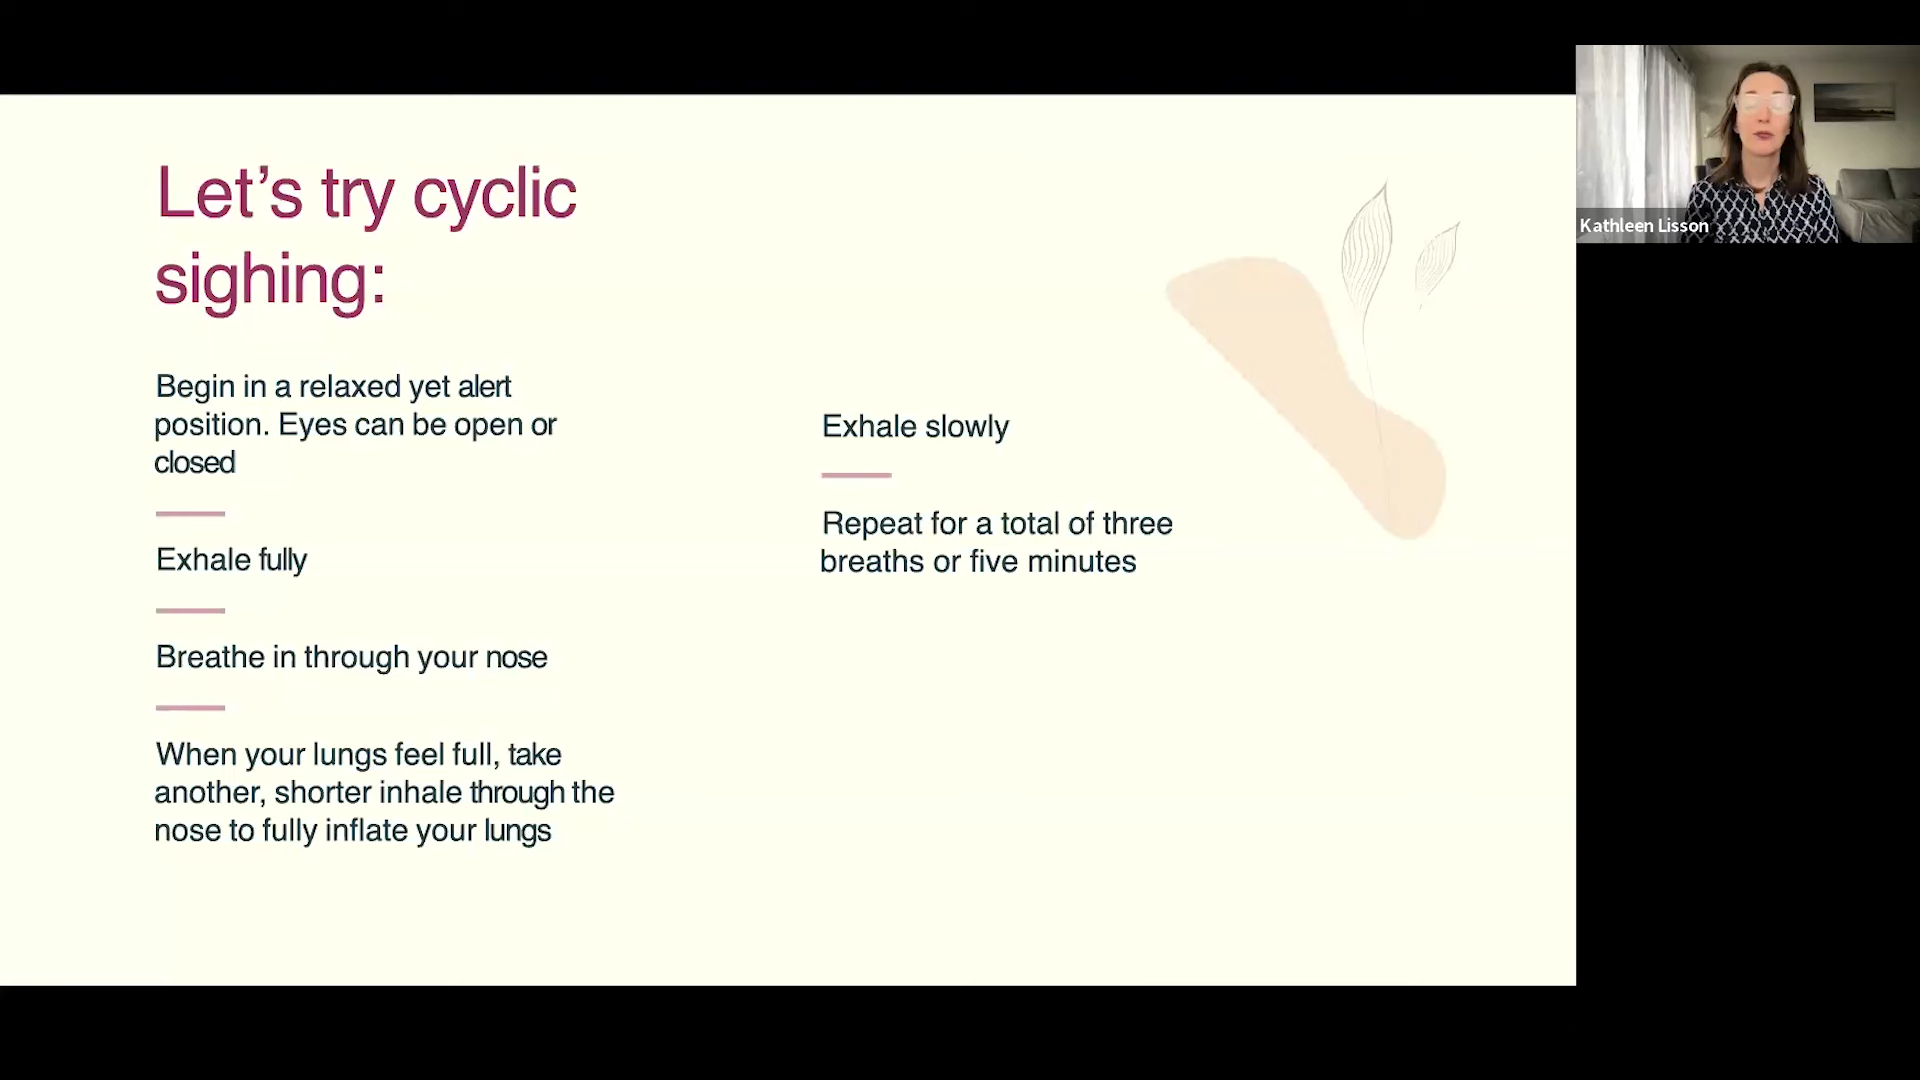 Let’s try cyclic
sighing:
Begin in a relaxed yet alert
position. Eyes can be open or
closed
Exhale fully
Breathe in through your nose
When your lungs feel full, take
another, shorter inhale through the
nose to fully inflate your lungs
Exhale slowly
Repeat for a total of three
breaths or five minutes
Kathleen Lisson